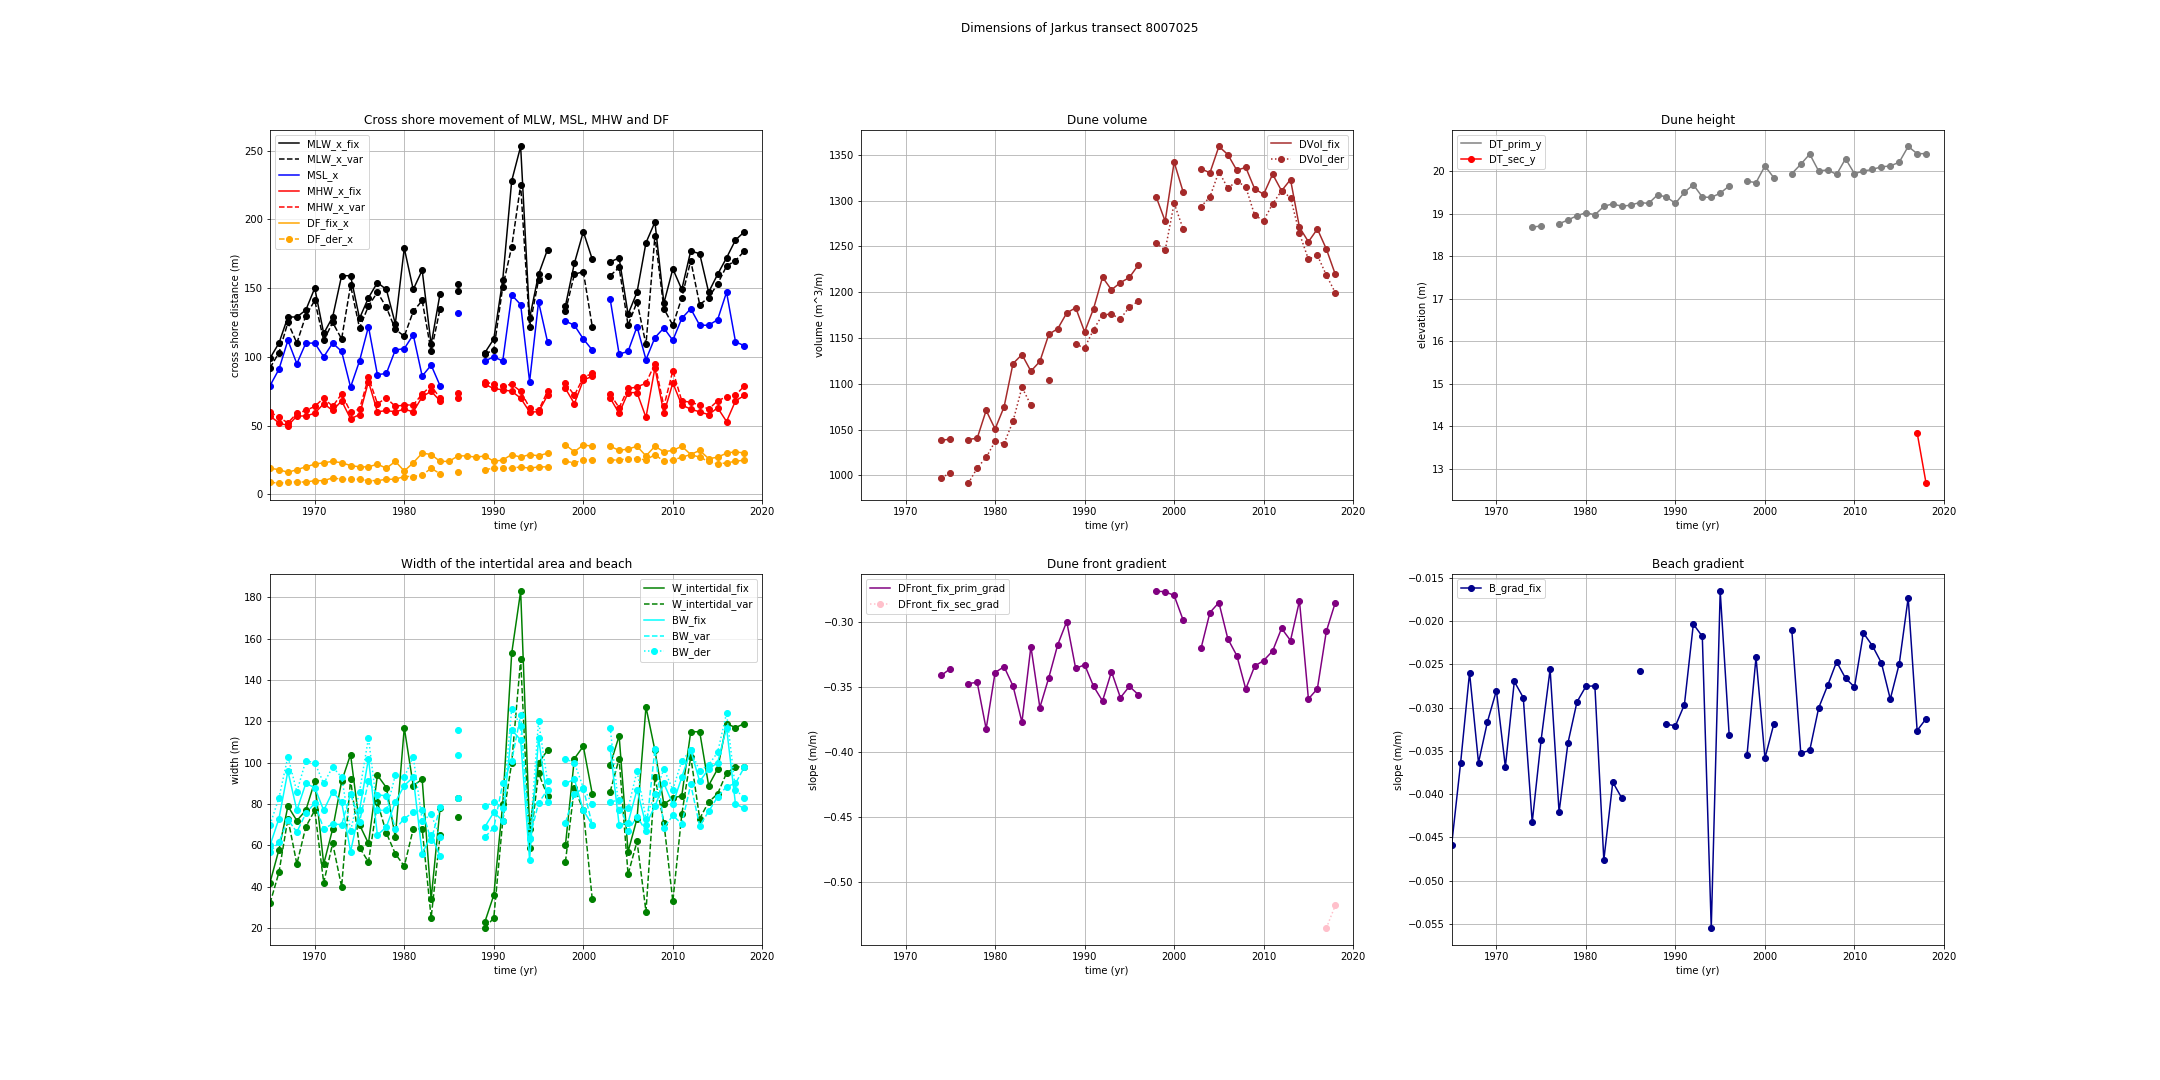 Dimensions of Jarkus transect 8007025
Cross shore movement of MLW, MSL, MHW and DF
MLW_x_fix
MLW_x_var
MSL_x
MHW_x_fix
MHW_x_var
DF_fix_x
DF_der_x
cross shore distance (m)
250
200
150
100
50
0
1970 1980 1990 2000 2010 2020
time (yr)
Dune volume
DVol_fix
DVol_der
volume (m^3/m)
1350
1300
1250
1200
1150
1100
1050
1000
1970 1980 1990 2000 2010 2020
time (yr)
Dune height
DT_prim_y
DT_sec_y
elevation (m)
20
19
18
17
16
15
14
13
1970 1980 1990 2000 2010 2020
time (yr)
Width of the intertidal area and beach
W_intertidal_fix
W_intertidal_var
BW_fix
BW_var
BW_der
width (m)
180
160
140
120
100
80
60
40
20
1970 1980 1990 2000 2010 2020
time (yr)
Dune front gradient
DFront_fix_prim_grad
DFront_fix_sec_grad
slope (m/m)
−0.30
−0.35
−0.40
−0.45
−0.50
1970 1980 1990 2000 2010 2020
time (yr)
Beach gradient
B_grad_fix
slope (m/m)
−0.015
−0.020
−0.025
−0.030
−0.035
−0.040
−0.045
−0.050
−0.055
1970 1980 1990 2000 2010 2020
time (yr)